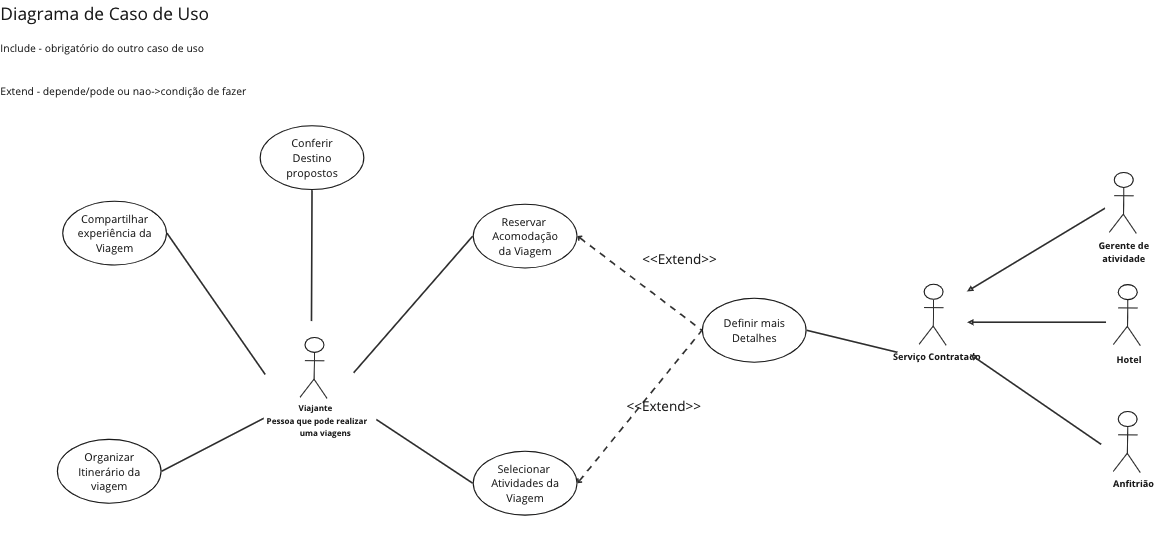 Diagrama de Caso de Uso
Include - obrigatório do outro caso de uso
Extend - depende/pode ou nao->condição de fazer
Conferir
Destino
propostos
Compartilhar
experiência da
Viagem
Reservar
Acomodação
da Viagem
<<Extend>>
Gerente de
atividade
Definir mais
Detalhes
Serviço Contratado
Hotel
Viajante
Pessoa que pode realizar
uma viagens
<<Extend>>
Organizar
Itinerário da
viagem
Selecionar
Atividades da
Viagem
Anfitrião